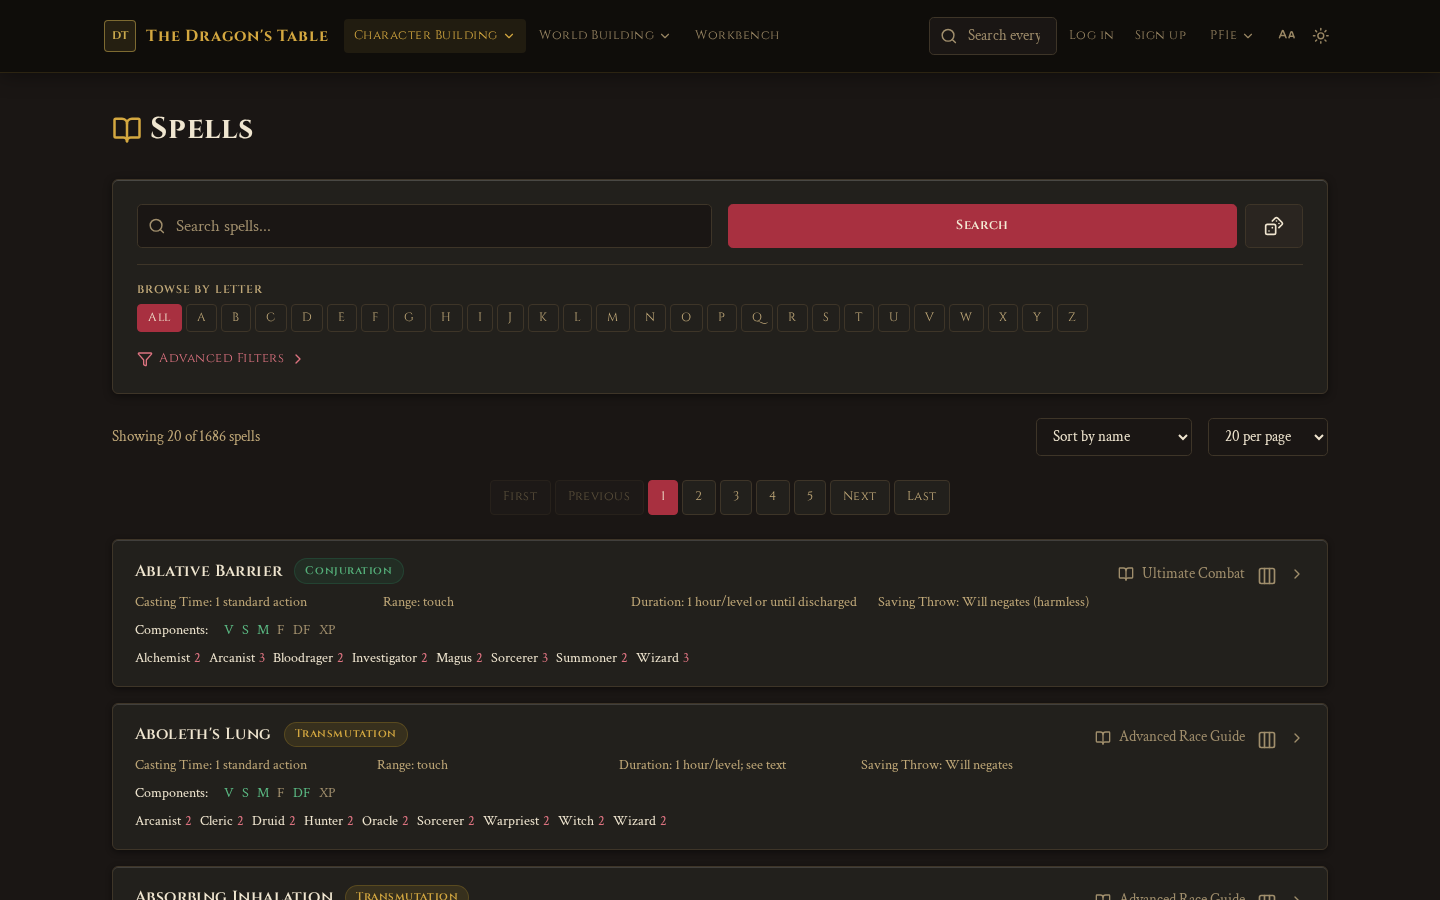 DT The Dragon's Table Character Building World Building Workbench Search every Log in Sign up PF1e AA
Spells
Search spells... Search
Browse by letter
All A B C D E F G H I J K L M N O P Q R S T U V W X Y Z
Advanced Filters
Showing 20 of 1686 spells Sort by name 20 per page
First Previous 1 2 3 4 5 Next Last
Ablative Barrier Conjuration Ultimate Combat
Casting Time: 1 standard action Range: touch Duration: 1 hour/level or until discharged Saving Throw: Will negates (harmless)
Components: V S M F DF XP
Alchemist 2 Arcanist 3 Bloodrager 2 Investigator 2 Magus 2 Sorcerer 3 Summoner 2 Wizard 3
Aboleth's Lung Transmutation Advanced Race Guide
Casting Time: 1 standard action Range: touch Duration: 1 hour/level; see text Saving Throw: Will negates
Components: V S M F DF XP
Arcanist 2 Cleric 2 Druid 2 Hunter 2 Oracle 2 Sorcerer 2 Warpriest 2 Witch 2 Wizard 2
Absorbing Inhalation Transmutation Advanced Race Guide